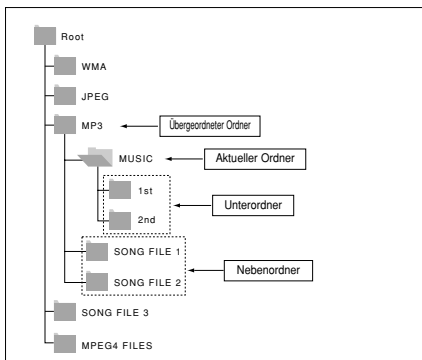 Root
WMA
JPEG
MP3 Übergeordneter Ordner
MUSIC Aktueller Ordner
1st
Unterordner
2nd
SONG FILE 1
Nebenordner
SONG FILE 2
SONG FILE 3
MPEG4 FILES